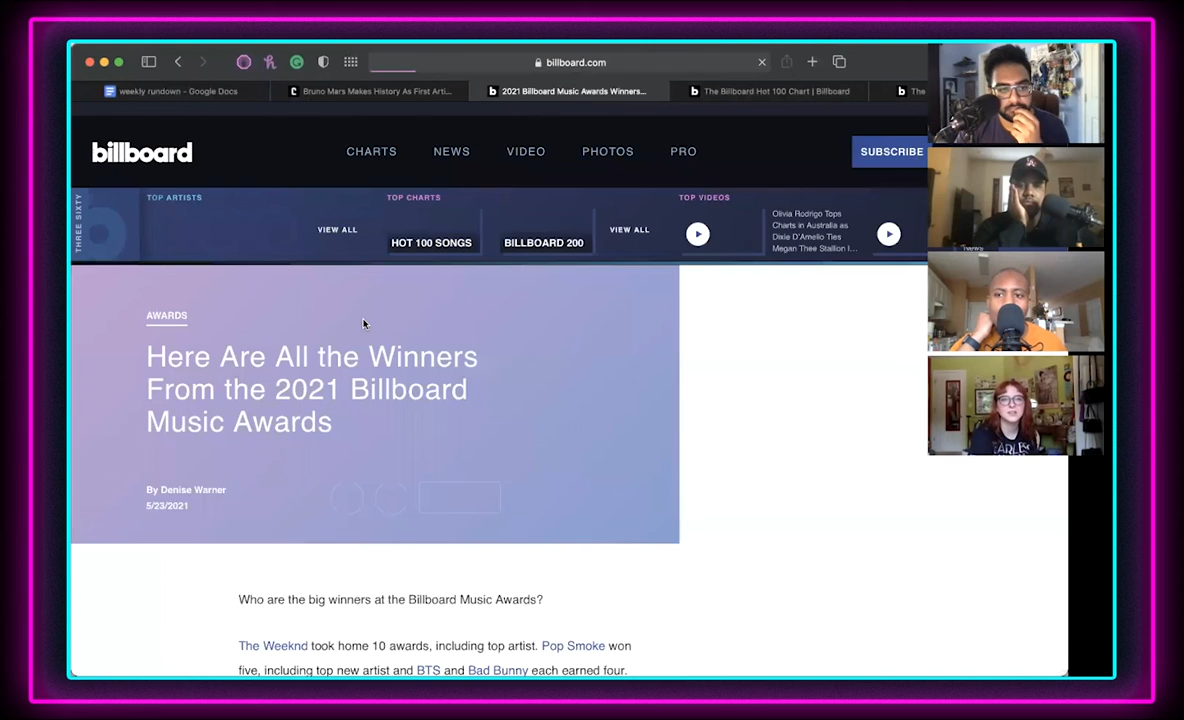 billboard.com
weekly rundown - Google Docs
Bruno Mars Makes History As First Arti...
2021 Billboard Music Awards Winners...
The Billboard Hot 100 Chart | Billboard
The
billboard
CHARTS NEWS VIDEO PHOTOS PRO
SUBSCRIBE
THREE SIXTY
TOP ARTISTS
VIEW ALL
TOP CHARTS
HOT 100 SONGS
BILLBOARD 200
VIEW ALL
TOP VIDEOS
Olivia Rodrigo Tops
Charts in Australia as
Dixie D'Amelio Ties
Megan Thee Stallion I...
AWARDS
Here Are All the Winners
From the 2021 Billboard
Music Awards
By Denise Warner
5/23/2021
Who are the big winners at the Billboard Music Awards?
The Weeknd took home 10 awards, including top artist. Pop Smoke won
five, including top new artist and BTS and Bad Bunny each earned four.